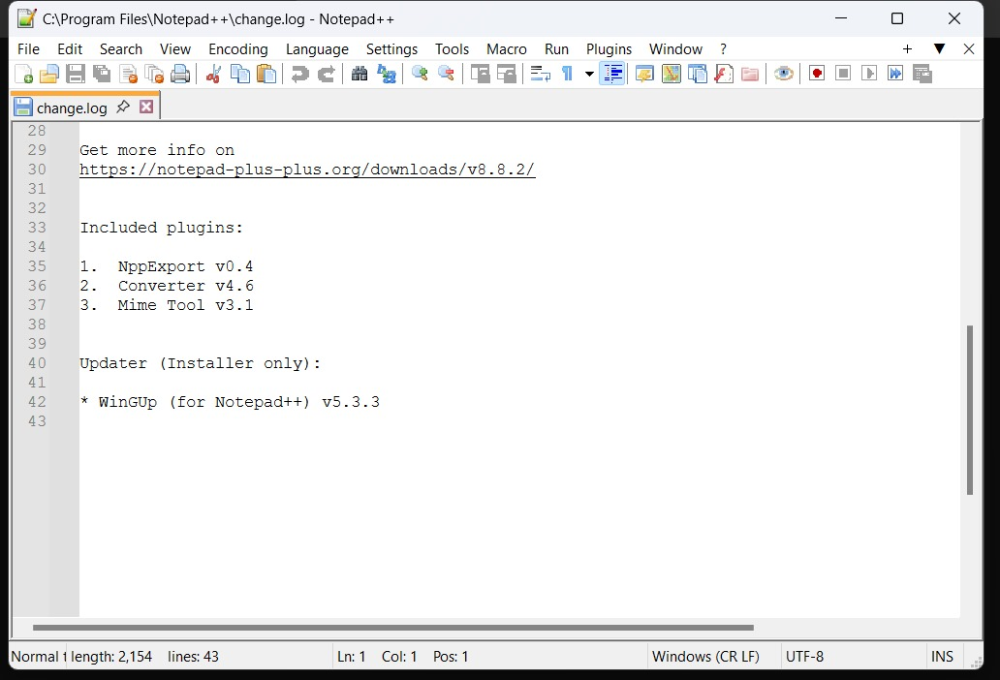 C:\Program Files\Notepad++\change.log - Notepad++
File Edit Search View Encoding Language Settings Tools Macro Run Plugins Window ?
change.log
28
29 Get more info on
30 https://notepad-plus-plus.org/downloads/v8.8.2/
31
32
33 Included plugins:
34
35 1.  NppExport v0.4
36 2.  Converter v4.6
37 3.  Mime Tool v3.1
38
39
40 Updater (Installer only):
41
42 * WinGUp (for Notepad++) v5.3.3
43
Normal t length: 2,154 lines: 43 Ln: 1 Col: 1 Pos: 1 Windows (CR LF) UTF-8 INS